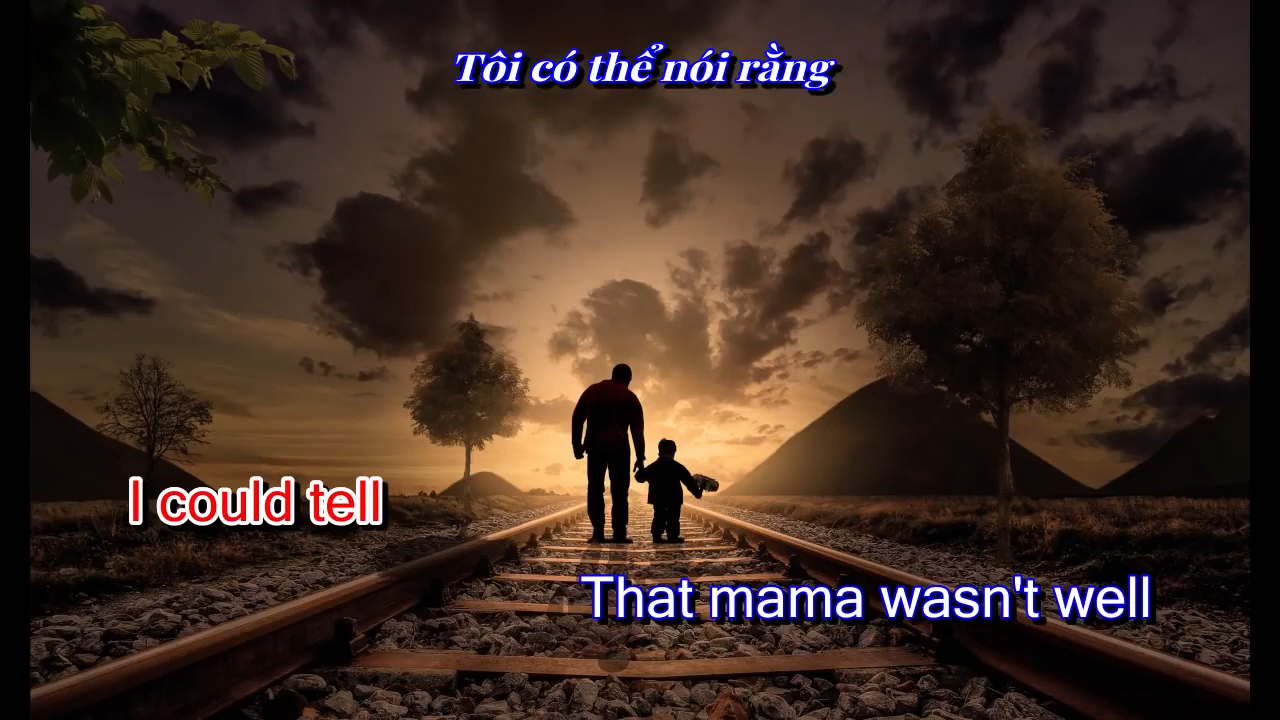 Tôi có thể nói rằng
I could tell
That mama wasn't well